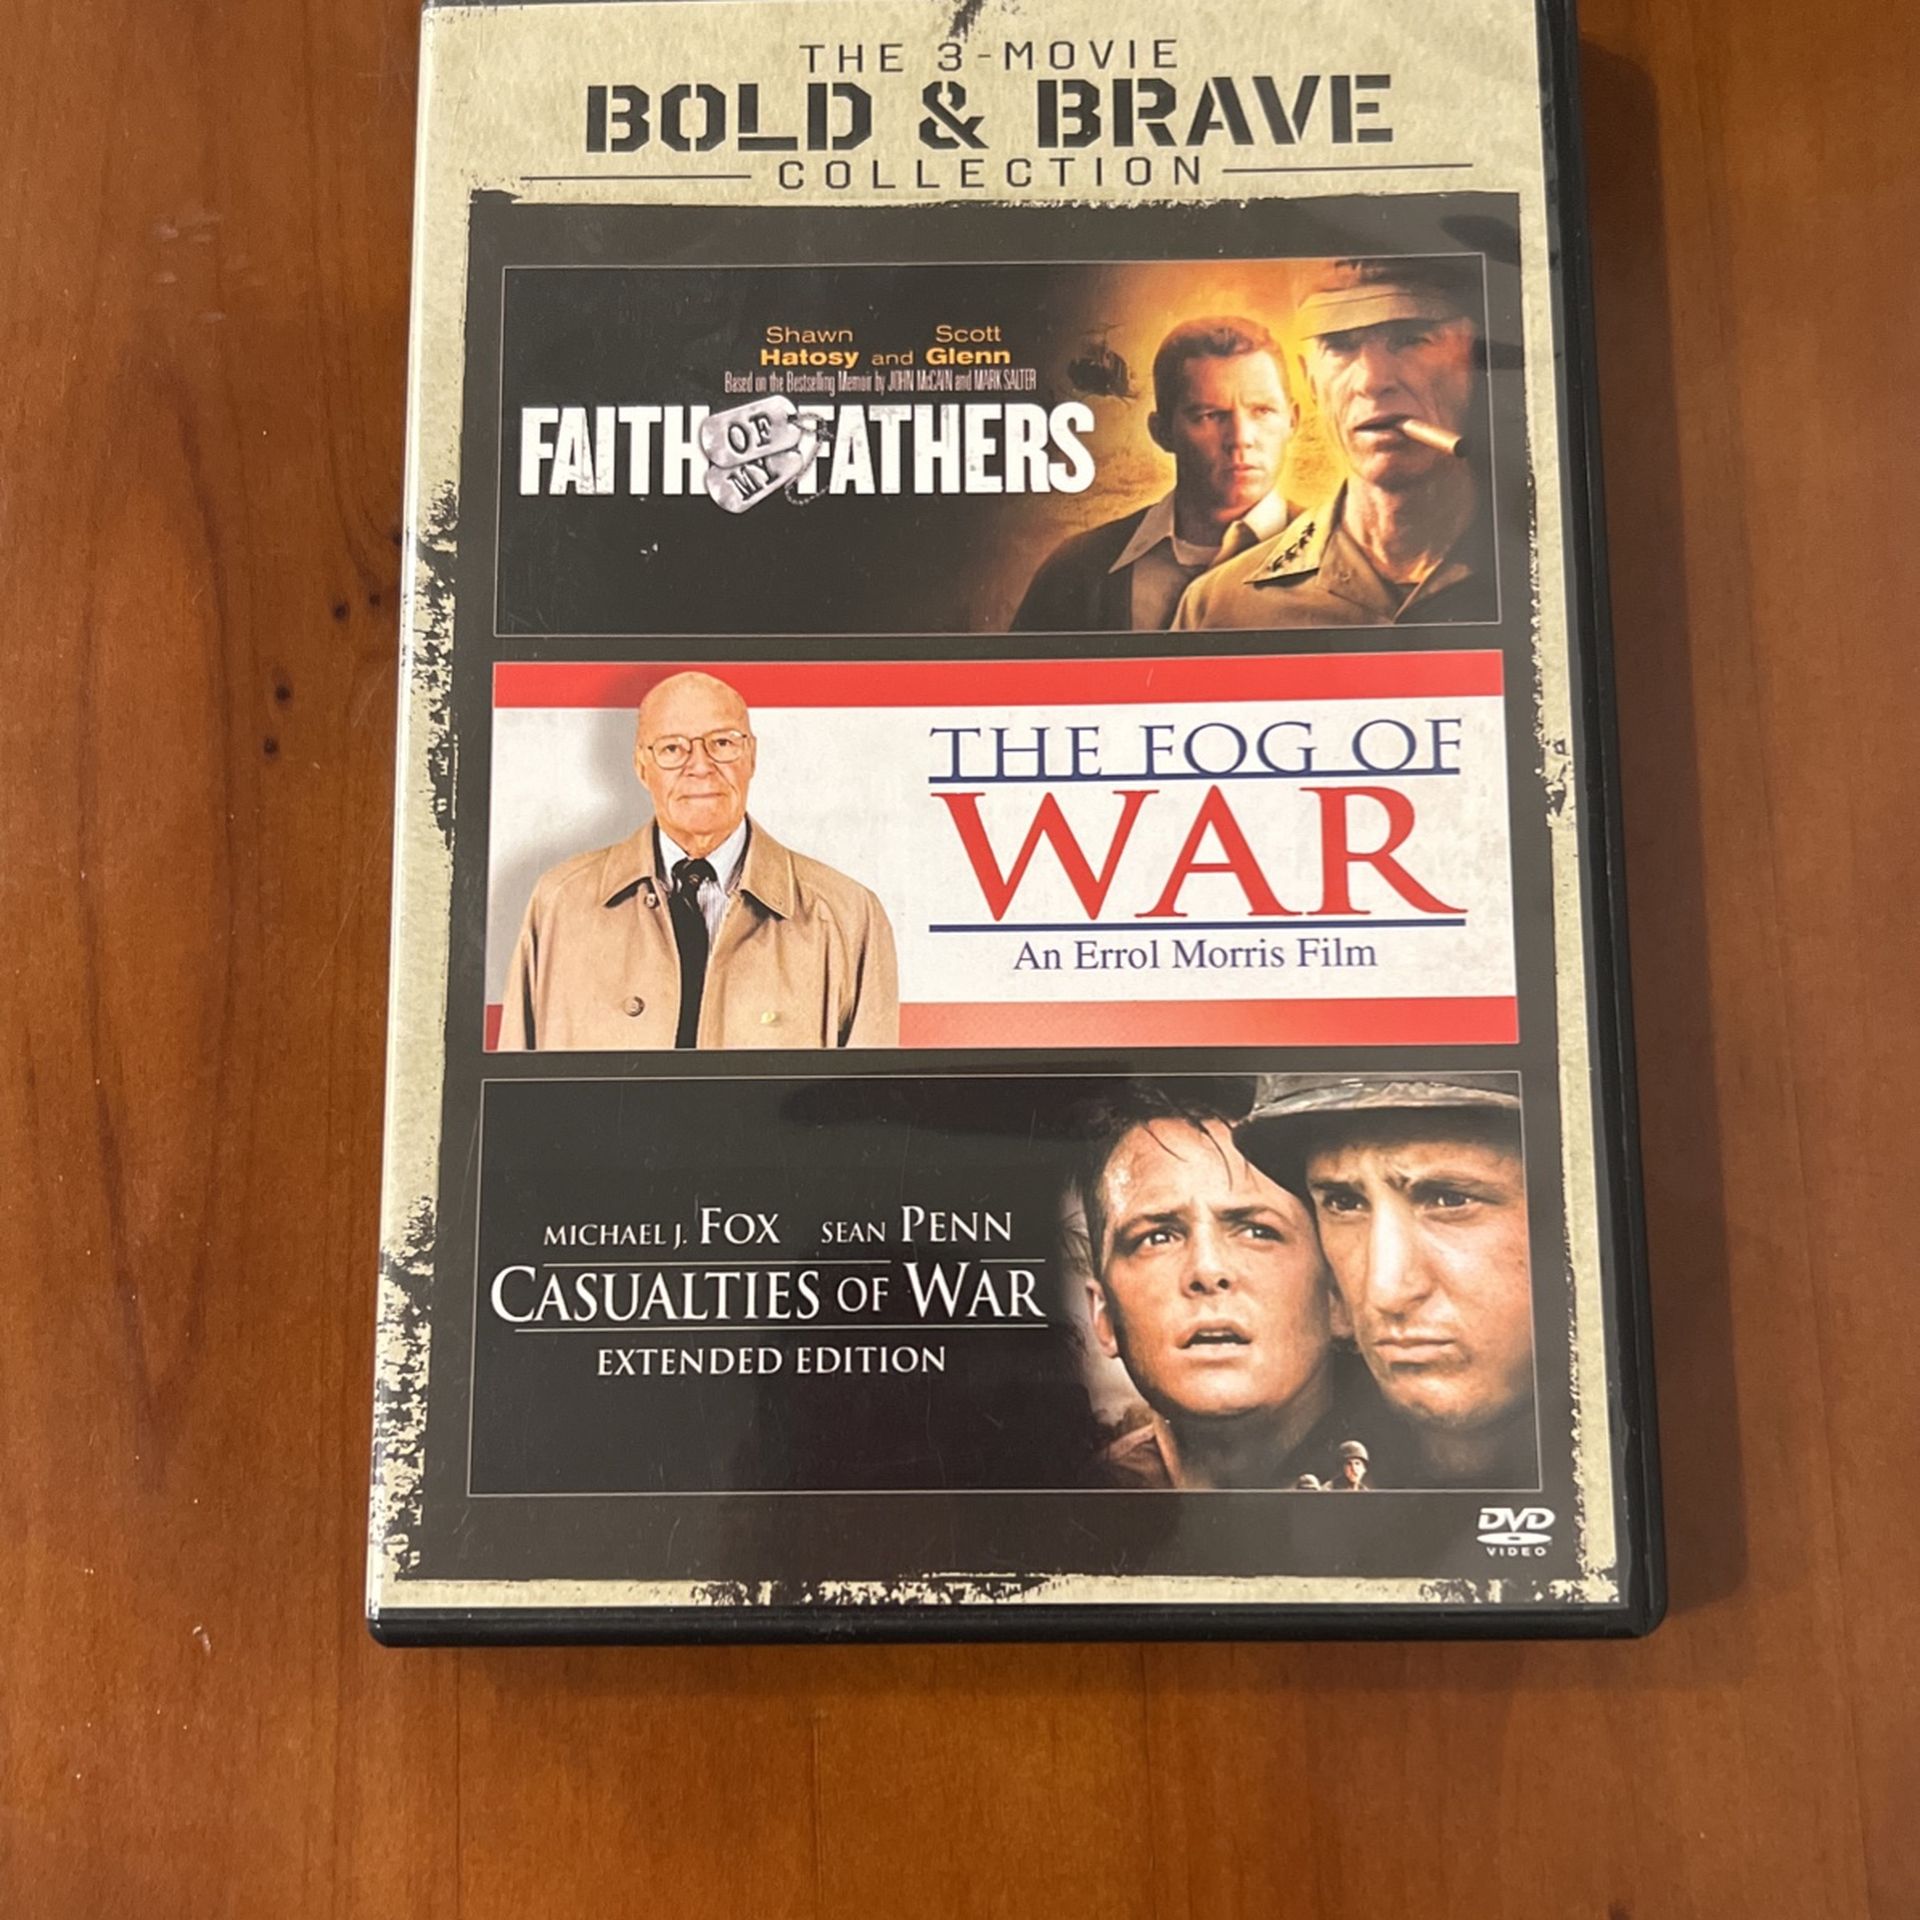 THE 3-MOVIE
BOLD & BRAVE
COLLECTION
Shawn Scott
Hatosy and Glenn
Based on the Bestselling Memoir by JOHN McCAIN and MARK SALTER
FAITH OF MY FATHERS
THE FOG OF
WAR
An Errol Morris Film
MICHAEL J. FOX SEAN PENN
CASUALTIES OF WAR
EXTENDED EDITION
DVD
VIDEO